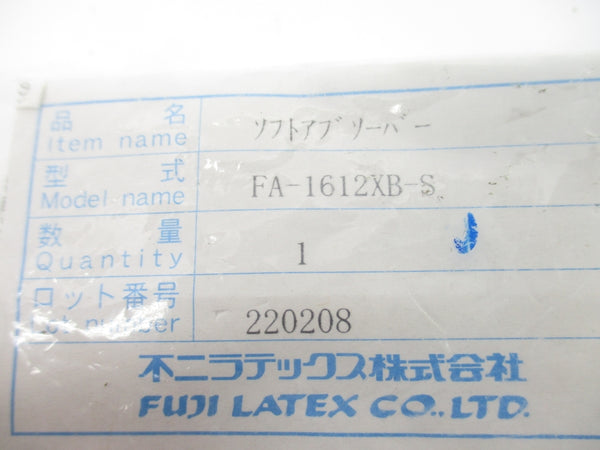 品名 ソフトアブソーバー
Item name
型式 FA-1612XB-S
Model name
数量 1
Quantity
ロット番号 220208
Lot number
不二ラテックス株式会社
FUJI LATEX CO.,LTD.